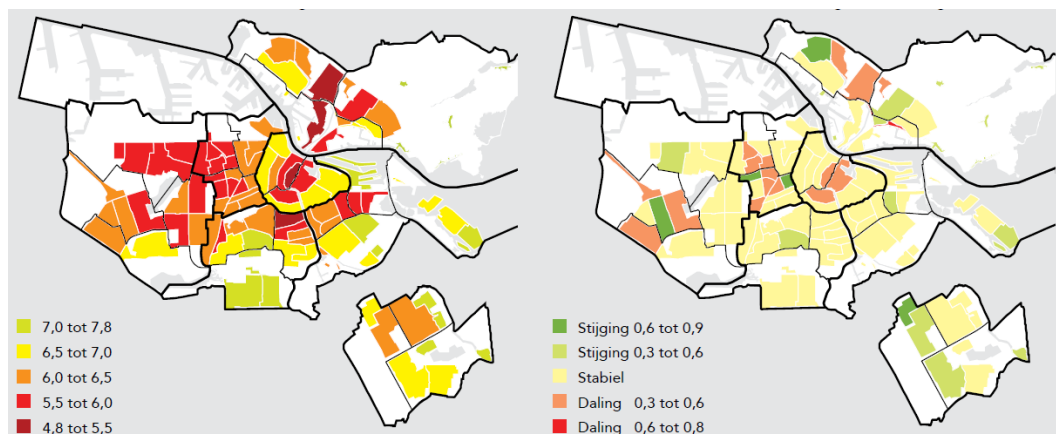 7,0 tot 7,8
6,5 tot 7,0
6,0 tot 6,5
5,5 tot 6,0
4,8 tot 5,5
Stijging 0,6 tot 0,9
Stijging 0,3 tot 0,6
Stabiel
Daling 0,3 tot 0,6
Daling 0,6 tot 0,8